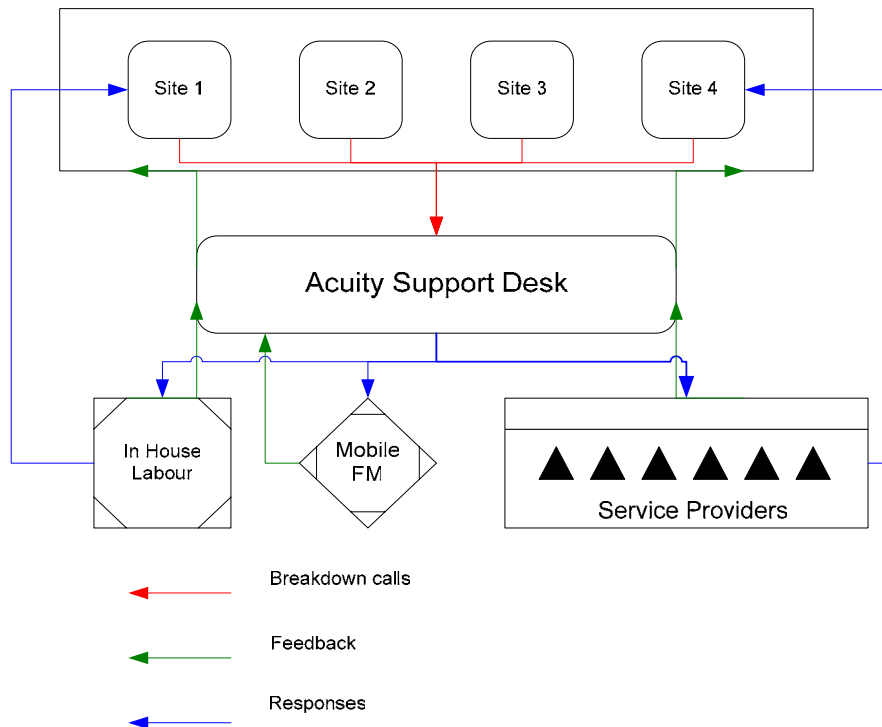 Site 1
Site 2
Site 3
Site 4
Acuity Support Desk
In House
Labour
Mobile
FM
Service Providers
Breakdown calls
Feedback
Responses